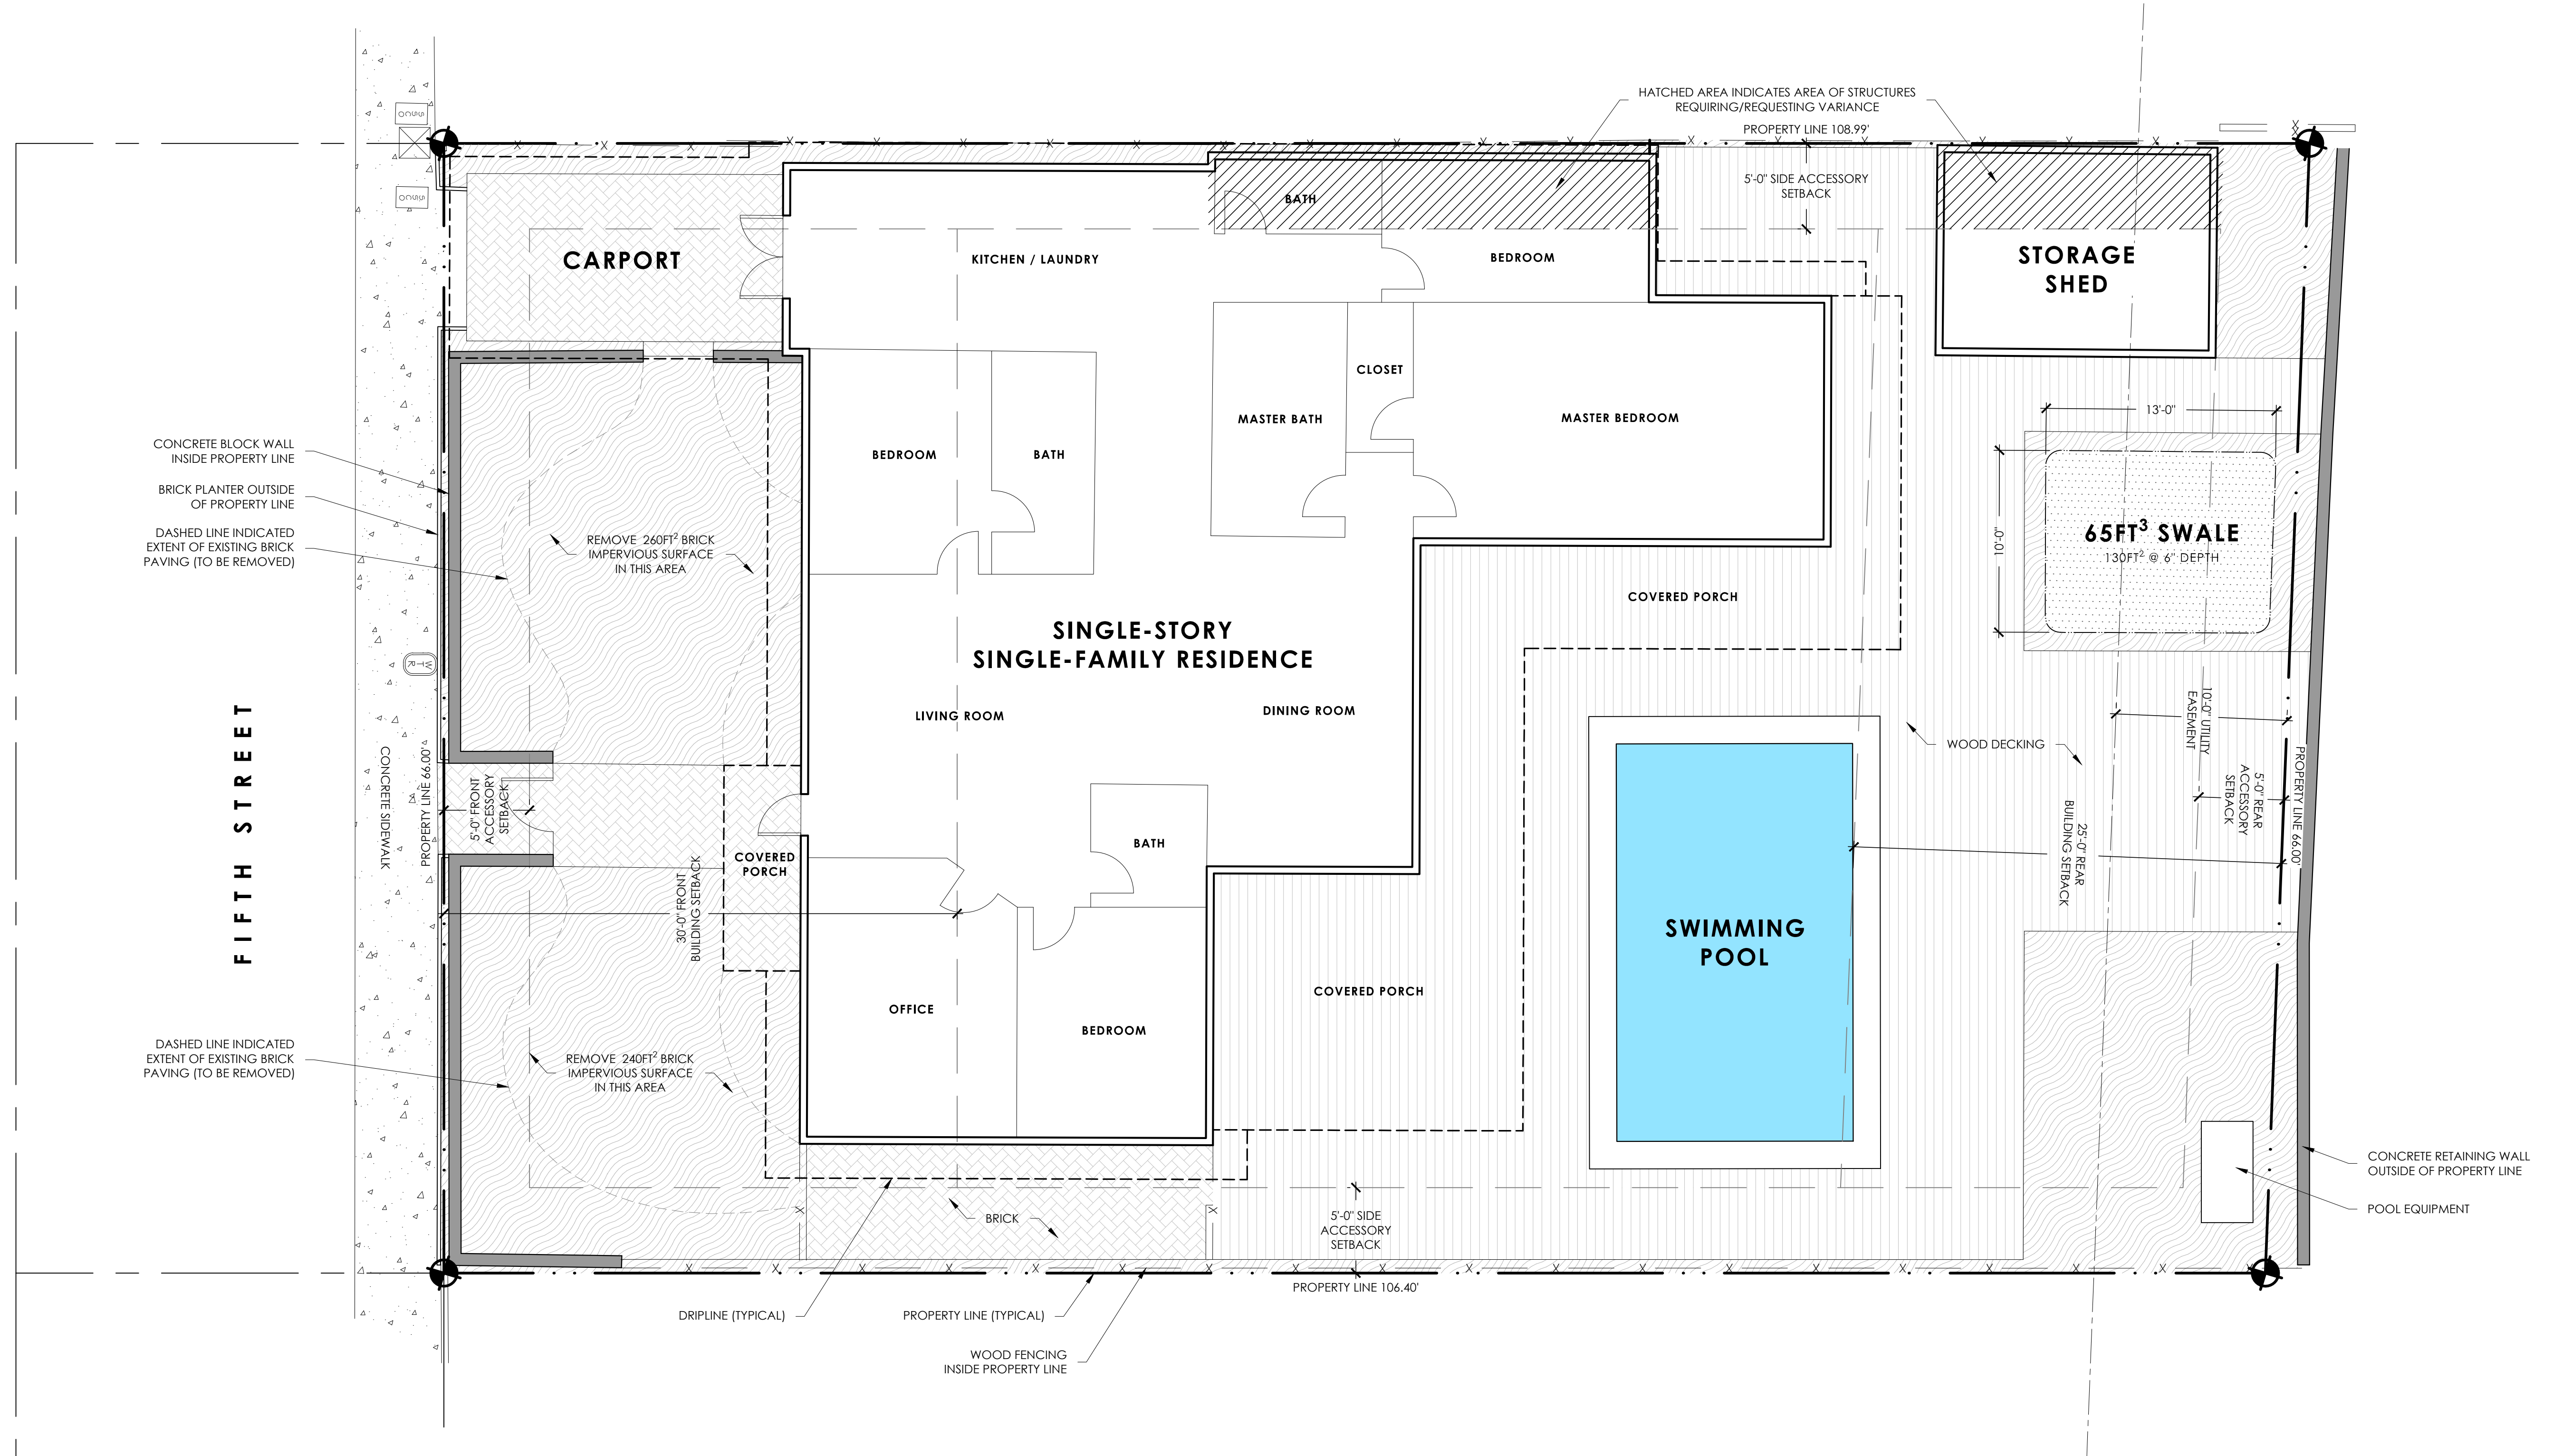 HATCHED AREA INDICATES AREA OF STRUCTURES
REQUIRING/REQUESTING VARIANCE
PROPERTY LINE 108.99'
5'-0" SIDE ACCESSORY
SETBACK
BATH
CARPORT
KITCHEN / LAUNDRY
BEDROOM
STORAGE
SHED
CLOSET
MASTER BATH
MASTER BEDROOM
13'-0"
BEDROOM
BATH
CONCRETE BLOCK WALL
INSIDE PROPERTY LINE
BRICK PLANTER OUTSIDE
OF PROPERTY LINE
DASHED LINE INDICATED
EXTENT OF EXISTING BRICK
PAVING (TO BE REMOVED)
REMOVE 260FT² BRICK
IMPERVIOUS SURFACE
IN THIS AREA
10'-0"
65FT³ SWALE
130FT² @ 6" DEPTH
COVERED PORCH
SINGLE-STORY
SINGLE-FAMILY RESIDENCE
WTR
LIVING ROOM
DINING ROOM
10'-0" UTILITY
EASEMENT
WOOD DECKING
FIFTH STREET
CONCRETE SIDEWALK
PROPERTY LINE 66.00'
5'-0" FRONT
ACCESSORY
SETBACK
COVERED
PORCH
BATH
30'-0" FRONT
BUILDING SETBACK
25'-0" REAR
BUILDING SETBACK
5'-0" REAR
ACCESSORY
SETBACK
PROPERTY LINE 66.00'
SWIMMING
POOL
COVERED PORCH
OFFICE
BEDROOM
DASHED LINE INDICATED
EXTENT OF EXISTING BRICK
PAVING (TO BE REMOVED)
REMOVE 240FT² BRICK
IMPERVIOUS SURFACE
IN THIS AREA
CONCRETE RETAINING WALL
OUTSIDE OF PROPERTY LINE
POOL EQUIPMENT
BRICK
5'-0" SIDE
ACCESSORY
SETBACK
PROPERTY LINE 106.40'
DRIPLINE (TYPICAL)
PROPERTY LINE (TYPICAL)
WOOD FENCING
INSIDE PROPERTY LINE